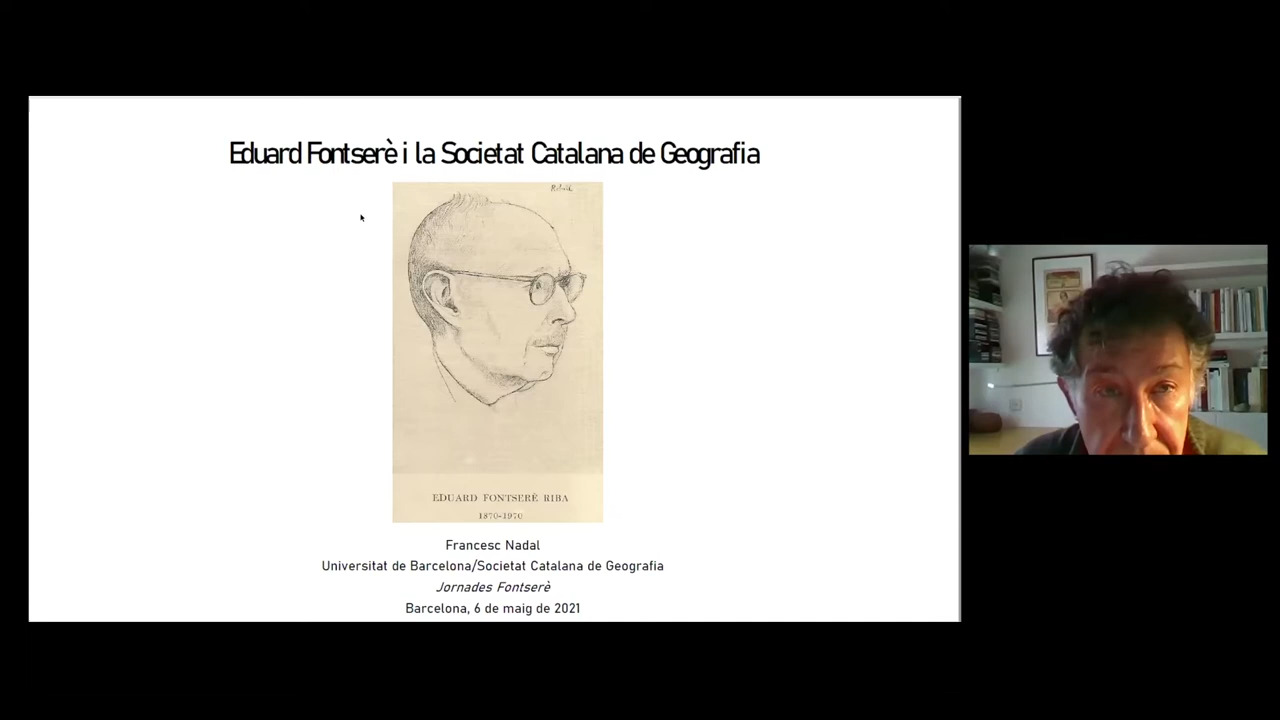 Eduard Fontserè i la Societat Catalana de Geografia
EDUARD FONTSERÈ RIBA
1870-1970
Francesc Nadal
Universitat de Barcelona/Societat Catalana de Geografia
Jornades Fontserè
Barcelona, 6 de maig de 2021